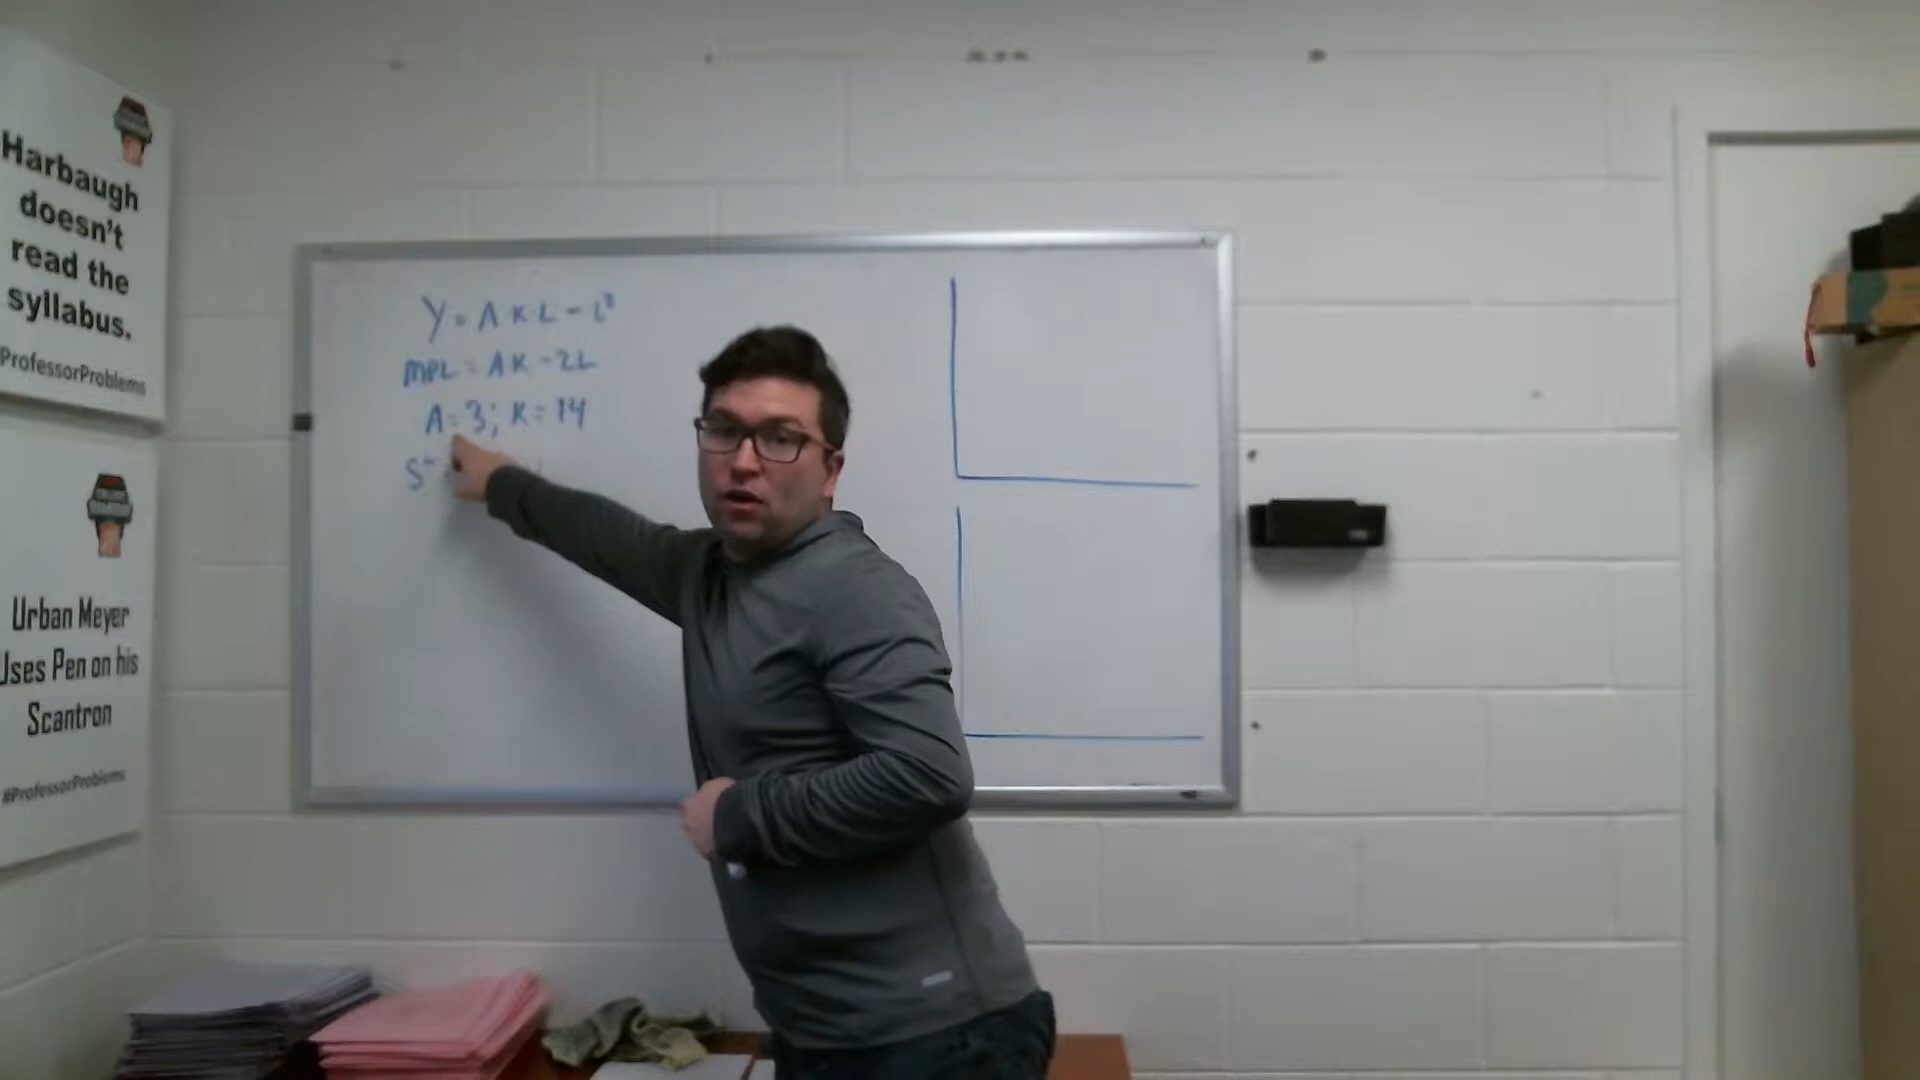 Harbaugh
doesn't
read the
syllabus.
ProfessorProblems
Urban Meyer
Uses Pen on his
Scantron
#ProfessorProblems
Y = A K L - L²
MPL = AK - 2L
A = 3; K = 14